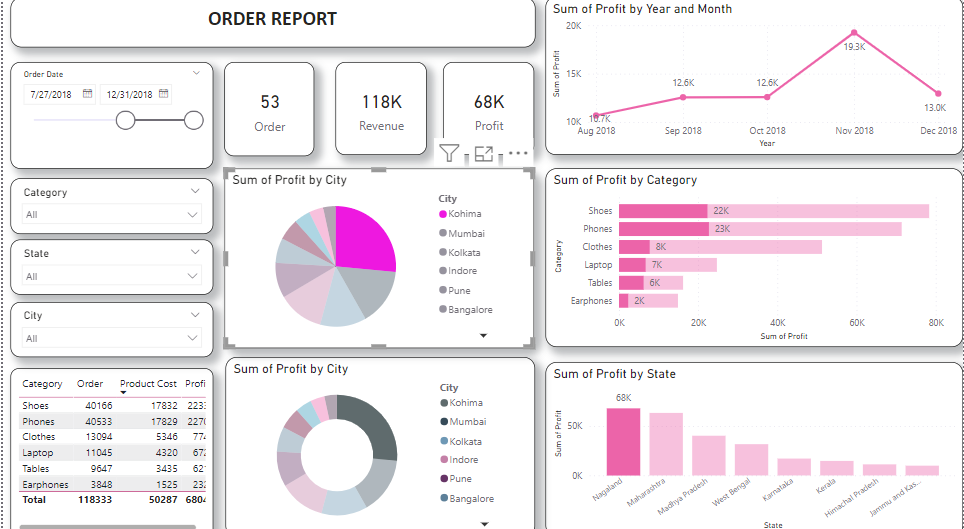 ORDER REPORT
Order Date
7/27/2018 12/31/2018
53
Order
118K
Revenue
68K
Profit
Category
All
State
All
City
All
Category Order Product Cost Profi
Shoes 40166 17832 223
Phones 40533 17829 227
Clothes 13094 5346 774
Laptop 11045 4320 672
Tables 9647 3435 621
Earphones 3848 1525 232
Total 118333 50287 6804
Sum of Profit by City
City
Kohima
Mumbai
Kolkata
Indore
Pune
Bangalore
Sum of Profit by City
City
Kohima
Mumbai
Kolkata
Indore
Pune
Bangalore
Sum of Profit by Year and Month
Sum of Profit
20K
15K
10K
10.7K
12.6K
12.6K
19.3K
13.0K
Aug 2018 Sep 2018 Oct 2018 Nov 2018 Dec 2018
Year
Sum of Profit by Category
Category
Shoes 22K
Phones 23K
Clothes 8K
Laptop 7K
Tables 6K
Earphones 2K
0K 20K 40K 60K 80K
Sum of Profit
Sum of Profit by State
Sum of Profit
50K
0K
68K
Nagaland
Maharashtra
Madhya Pradesh
West Bengal
Karnataka
Kerala
Himachal Pradesh
Jammu and Kas...
State